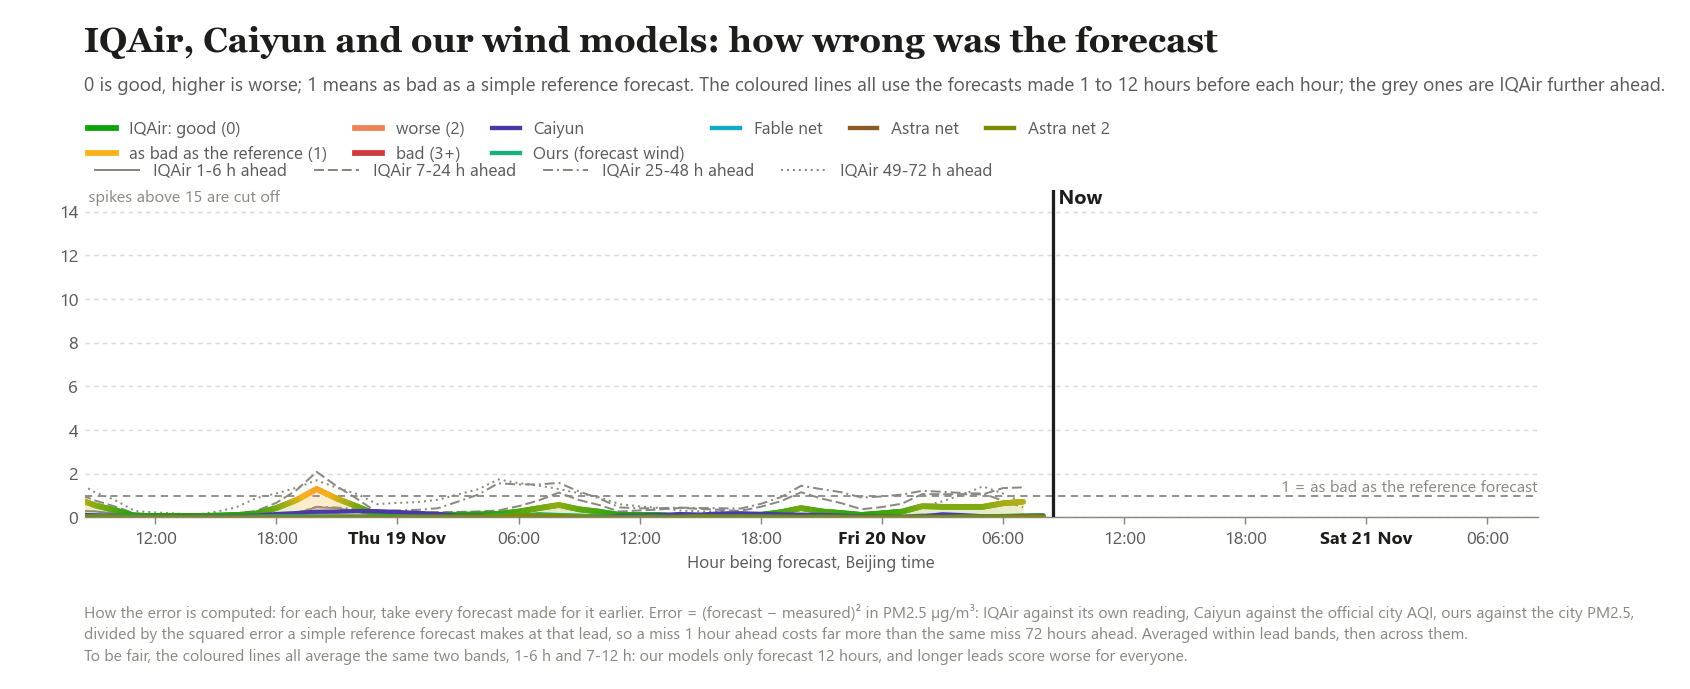 IQAir, Caiyun and our wind models: how wrong was the forecast
0 is good, higher is worse; 1 means as bad as a simple reference forecast. The coloured lines all use the forecasts made 1 to 12 hours before each hour; the grey ones are IQAir further ahead.
IQAir: good (0) worse (2) Caiyun Fable net Astra net Astra net 2
as bad as the reference (1) bad (3+) Ours (forecast wind)
IQAir 1-6 h ahead IQAir 7-24 h ahead IQAir 25-48 h ahead IQAir 49-72 h ahead
spikes above 15 are cut off
Now
14
12
10
8
6
4
2
1 = as bad as the reference forecast
0
12:00 18:00 Thu 19 Nov 06:00 12:00 18:00 Fri 20 Nov 06:00 12:00 18:00 Sat 21 Nov 06:00
Hour being forecast, Beijing time
How the error is computed: for each hour, take every forecast made for it earlier. Error = (forecast − measured)² in PM2.5 µg/m³: IQAir against its own reading, Caiyun against the official city AQI, ours against the city PM2.5,
divided by the squared error a simple reference forecast makes at that lead, so a miss 1 hour ahead costs far more than the same miss 72 hours ahead. Averaged within lead bands, then across them.
To be fair, the coloured lines all average the same two bands, 1-6 h and 7-12 h: our models only forecast 12 hours, and longer leads score worse for everyone.